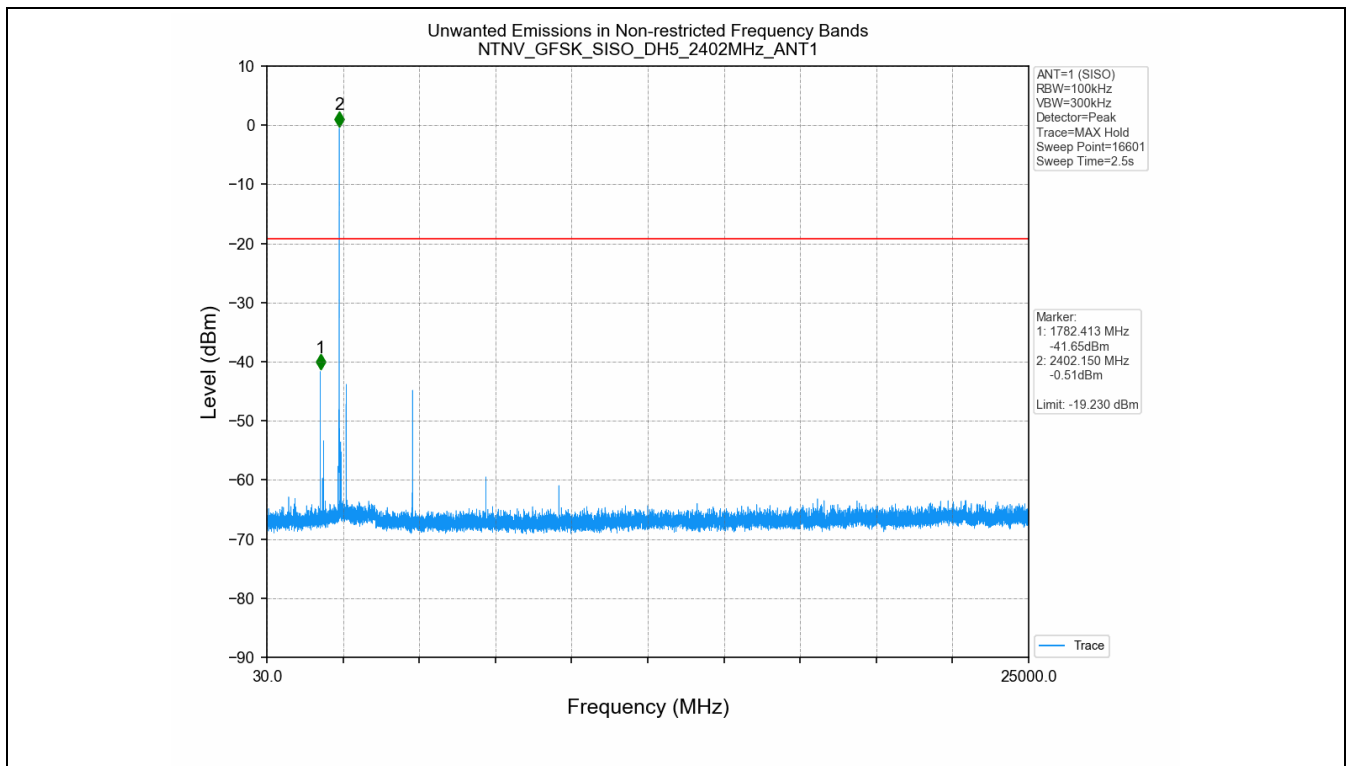 Unwanted Emissions in Non-restricted Frequency Bands
NTNV_GFSK_SISO_DH5_2402MHz_ANT1
10
0
−10
−20
−30
−40
−50
−60
−70
−80
−90
Level (dBm)
1
2
30.0
25000.0
Frequency (MHz)
ANT=1 (SISO)
RBW=100kHz
VBW=300kHz
Detector=Peak
Trace=MAX Hold
Sweep Point=16601
Sweep Time=2.5s
Marker:
1: 1782.413 MHz
-41.65dBm
2: 2402.150 MHz
-0.51dBm
Limit: -19.230 dBm
Trace